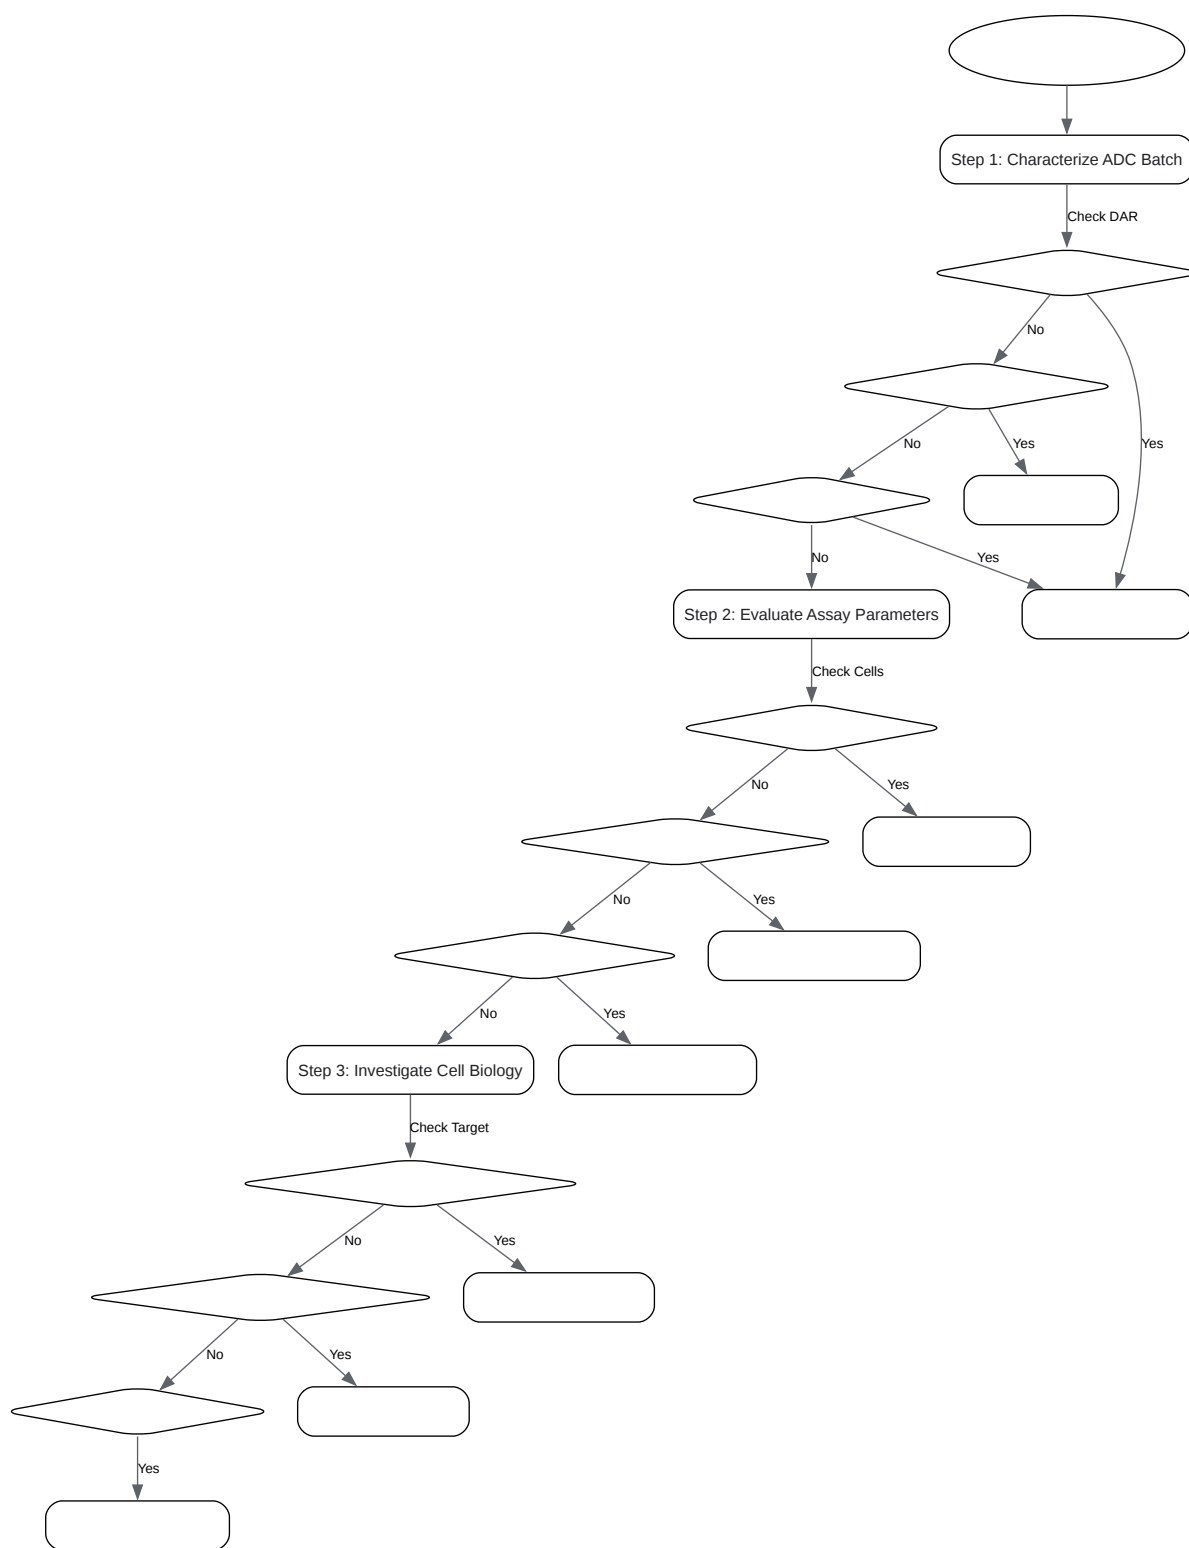 Step 1: Characterize ADC Batch
Check DAR
No
No
Yes
Yes
No
Yes
Step 2: Evaluate Assay Parameters
Check Cells
No
Yes
No
Yes
No
Yes
Step 3: Investigate Cell Biology
Check Target
No
Yes
No
Yes
Yes